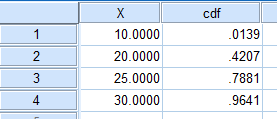 X cdf
1 10.0000 .0139
2 20.0000 .4207
3 25.0000 .7881
4 30.0000 .9641